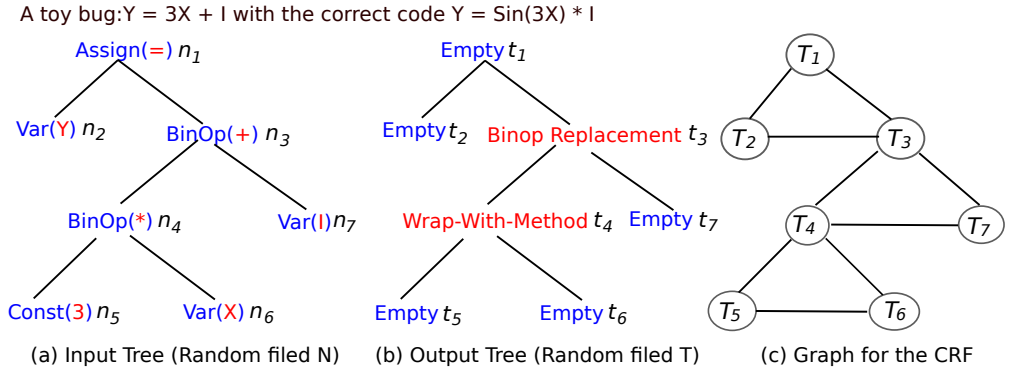 A toy bug:Y = 3X + I with the correct code Y = Sin(3X) * I
Assign(=) n1
Var(Y) n2
BinOp(+) n3
BinOp(*) n4
Var(I) n7
Const(3) n5
Var(X) n6
(a) Input Tree (Random filed N)
Empty t1
Empty t2
Binop Replacement t3
Wrap-With-Method t4
Empty t7
Empty t5
Empty t6
(b) Output Tree (Random filed T)
T1
T2
T3
T4
T7
T5
T6
(c) Graph for the CRF